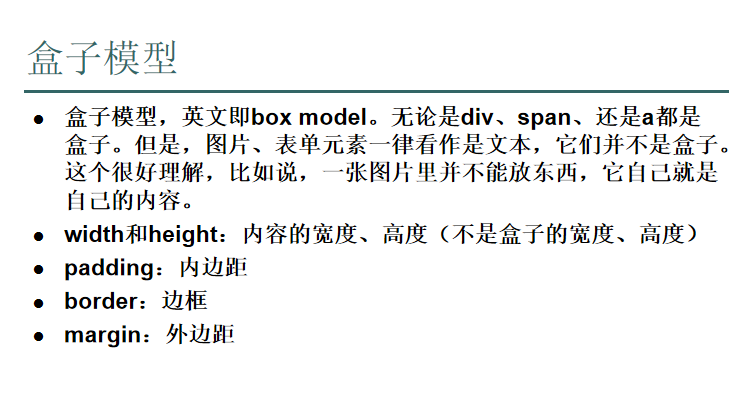 盒子模型
盒子模型，英文即box model。无论是div、span、还是a都是
盒子。但是，图片、表单元素一律看作是文本，它们并不是盒子。
这个很好理解，比如说，一张图片里并不能放东西，它自己就是
自己的内容。
width和height：内容的宽度、高度（不是盒子的宽度、高度）
padding：内边距
border：边框
margin：外边距